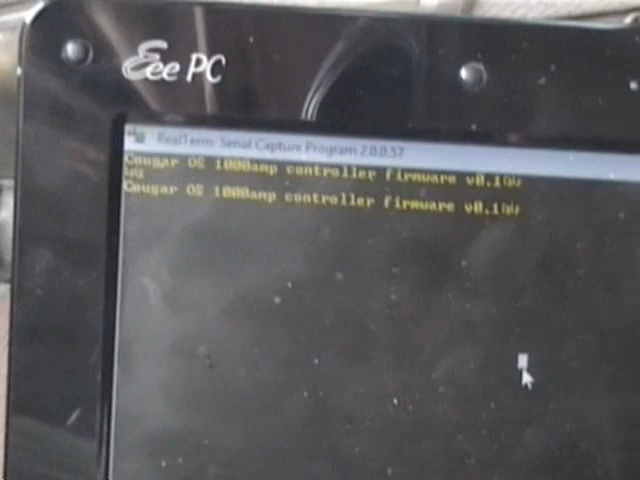 Eee PC
RealTerm: Serial Capture Program 2.0.0.57
Cougar OS 1000amp controller firmware v0.1
Cougar OS 1000amp controller firmware v0.1